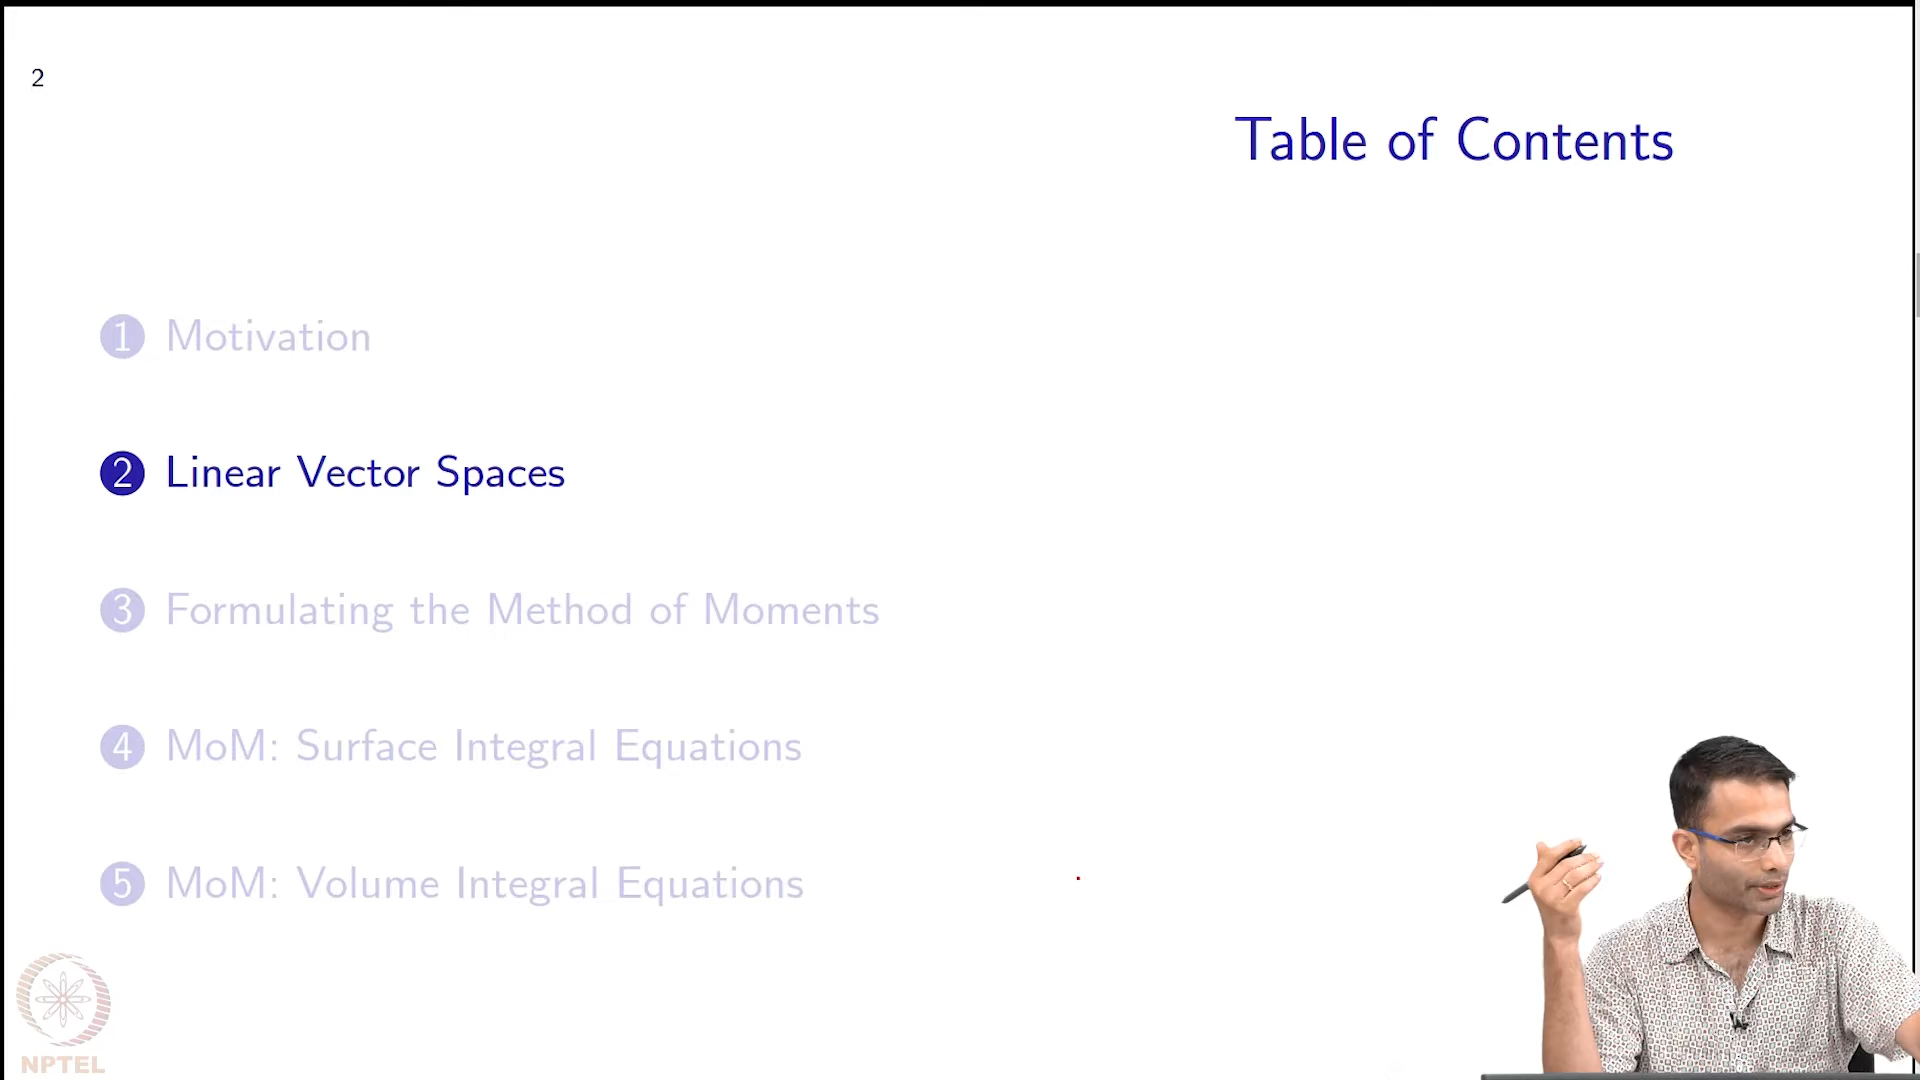 2
Table of Contents
1 Motivation
2 Linear Vector Spaces
3 Formulating the Method of Moments
4 MoM: Surface Integral Equations
5 MoM: Volume Integral Equations
NPTEL